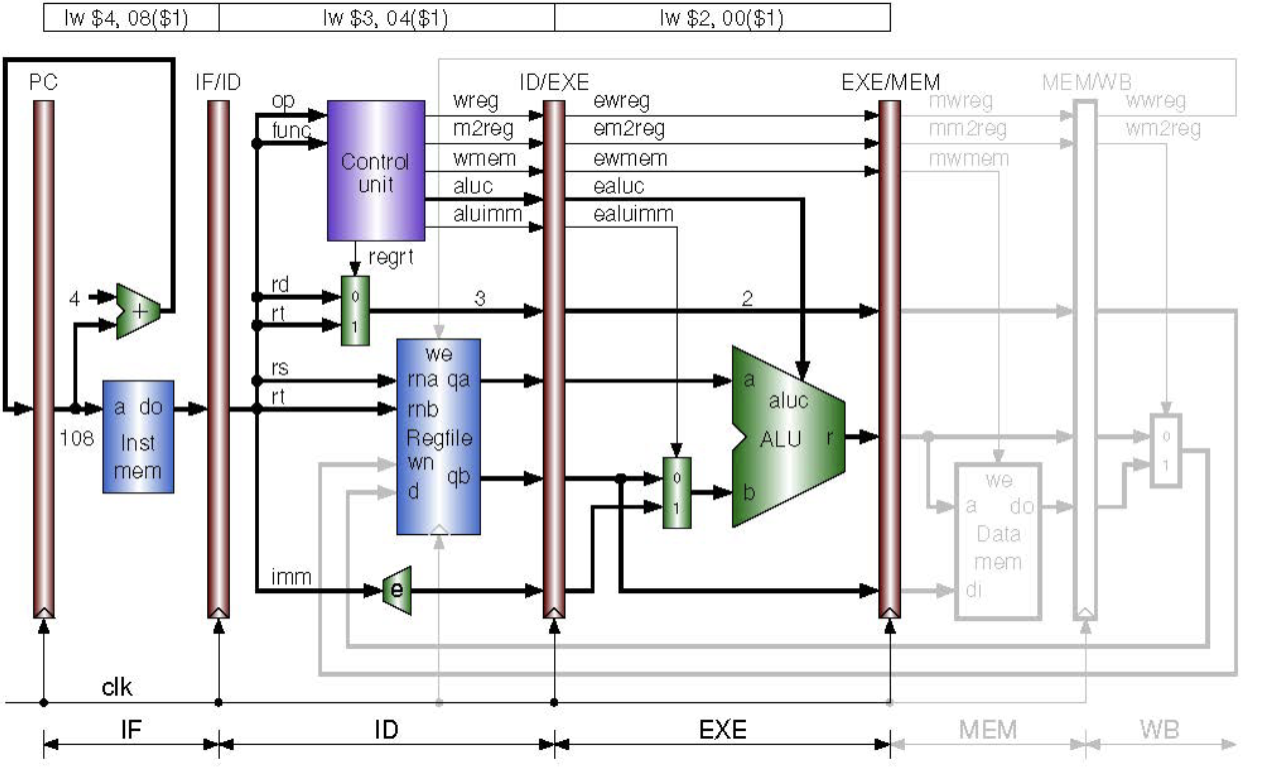 lw $4, 08($1) lw $3, 04($1) lw $2, 00($1)
PC IF/ID ID/EXE EXE/MEM MEM/WB
op wreg ewreg mwreg wwreg
func m2reg em2reg mm2reg wm2reg
Control unit
wmem ewmem mwmem
aluc ealuc
aluimm ealuimm
regrt
4 + rd 0 3 2
rt 1
we
rs rna qa a
aluc
a do rt rnb
108 Inst mem
Regfile ALU r 0
wn 1
qb 0 we
d 1 b a do
Data mem
imm e di
clk
IF ID EXE MEM WB